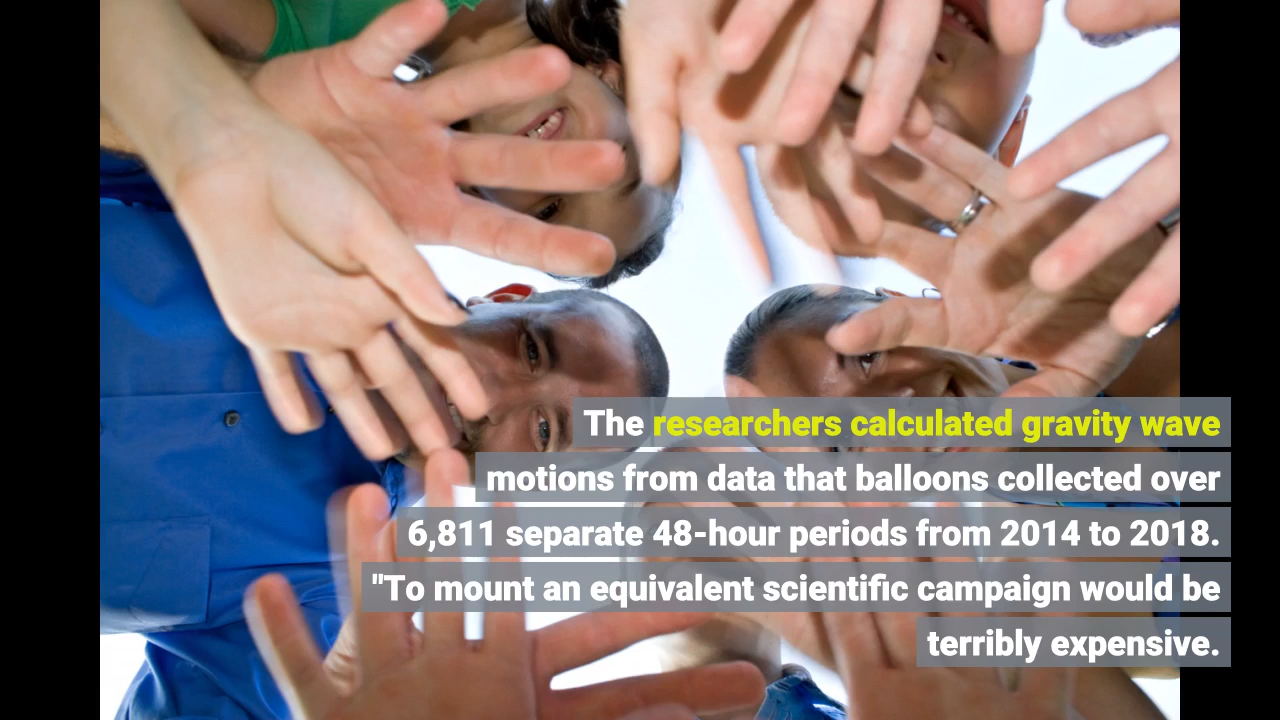 The researchers calculated gravity wave
motions from data that balloons collected over
6,811 separate 48-hour periods from 2014 to 2018.
"To mount an equivalent scientific campaign would be
terribly expensive.